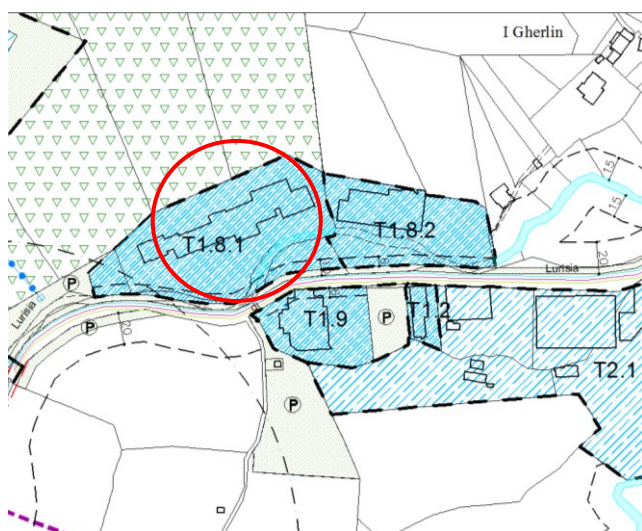 I Gherlin
15
15
T1.8.1
T1.8.2
20
Lurisia
P
Lurisia
P
20
T1.9
P
T1.2
T2.1
P